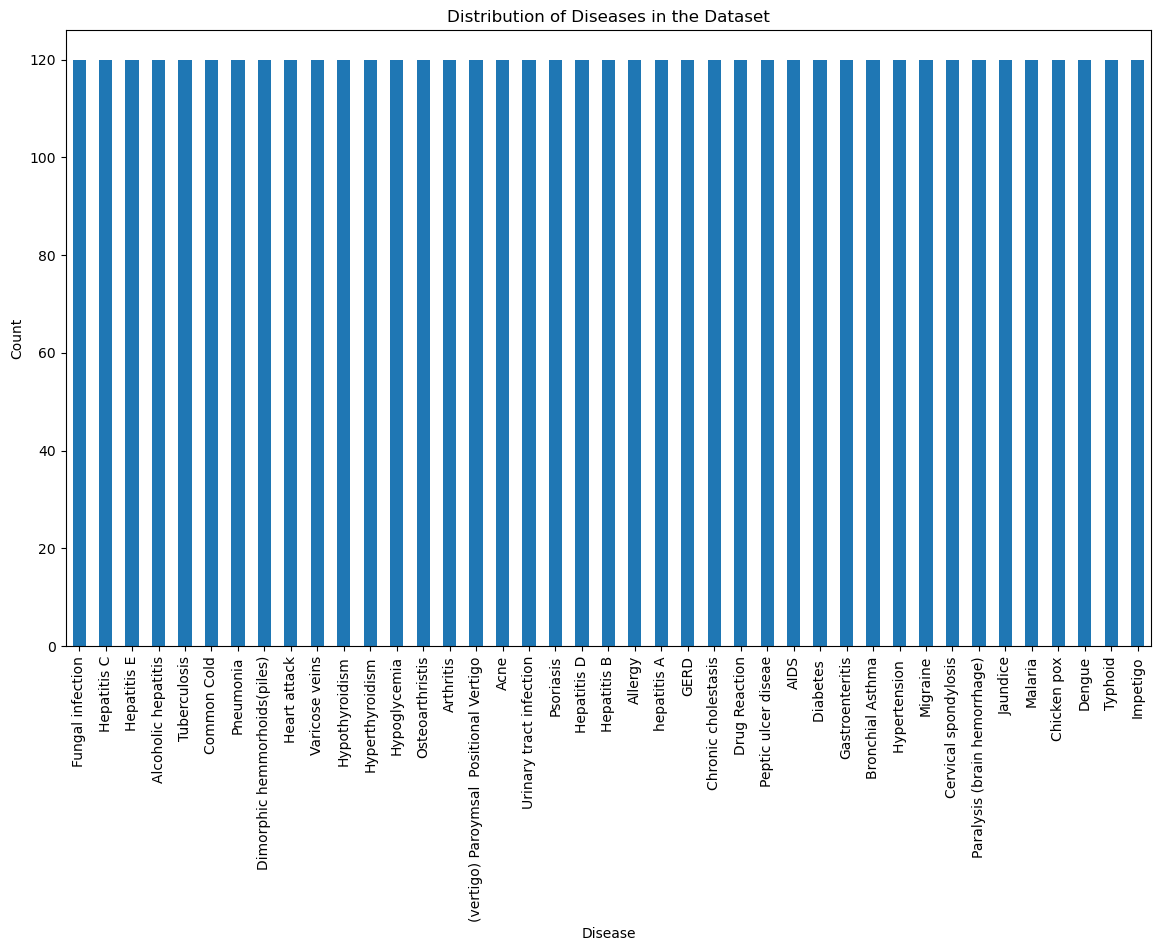 Distribution of Diseases in the Dataset
120
100
80
60
40
20
0
Count
Fungal infection
Hepatitis C
Hepatitis E
Alcoholic hepatitis
Tuberculosis
Common Cold
Pneumonia
Dimorphic hemmorhoids(piles)
Heart attack
Varicose veins
Hypothyroidism
Hyperthyroidism
Hypoglycemia
Osteoarthristis
Arthritis
(vertigo) Paroymsal  Positional Vertigo
Acne
Urinary tract infection
Psoriasis
Hepatitis D
Hepatitis B
Allergy
hepatitis A
GERD
Chronic cholestasis
Drug Reaction
Peptic ulcer diseae
AIDS
Diabetes
Gastroenteritis
Bronchial Asthma
Hypertension
Migraine
Cervical spondylosis
Paralysis (brain hemorrhage)
Jaundice
Malaria
Chicken pox
Dengue
Typhoid
Impetigo
Disease